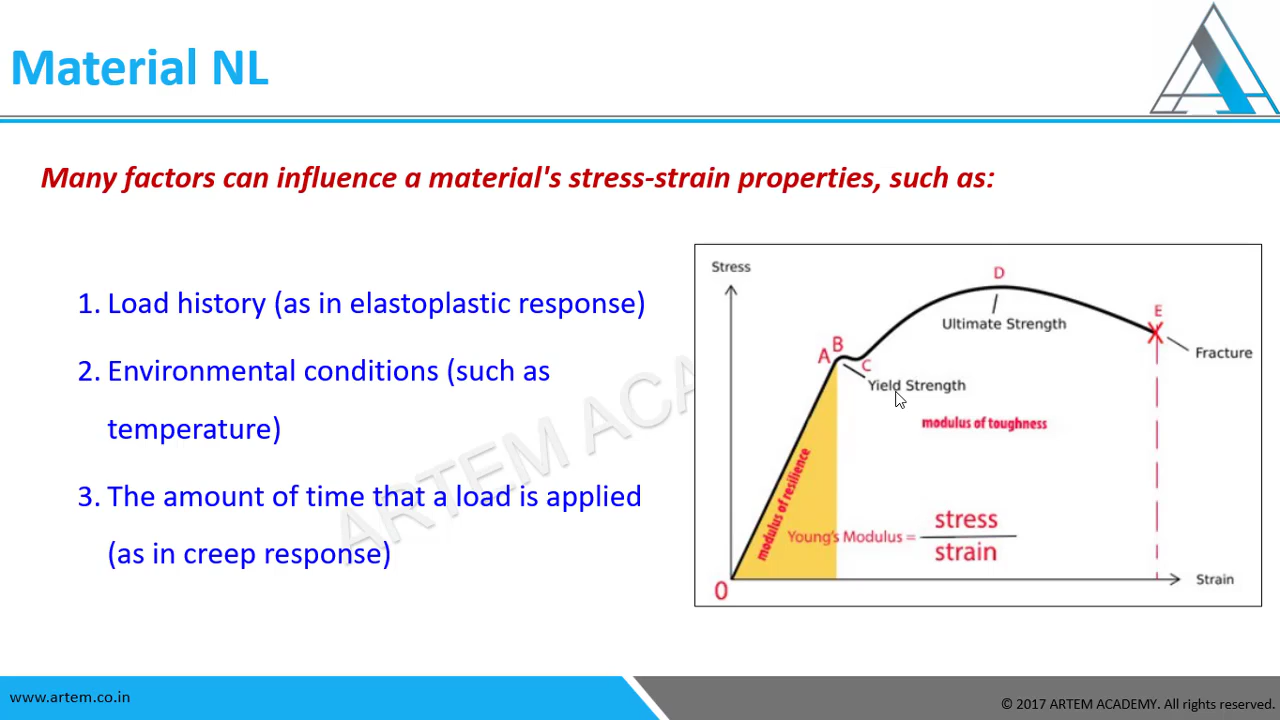 Material NL
Many factors can influence a material's stress-strain properties, such as:
1. Load history (as in elastoplastic response)
2. Environmental conditions (such as
temperature)
3. The amount of time that a load is applied
(as in creep response)
ARTEM ACA
Stress
D
E
Ultimate Strength
B
A
C
Fracture
Yield Strength
modulus of toughness
modulus of resilience
Young's Modulus =
stress
strain
O
Strain
www.artem.co.in
© 2017 ARTEM ACADEMY. All rights reserved.